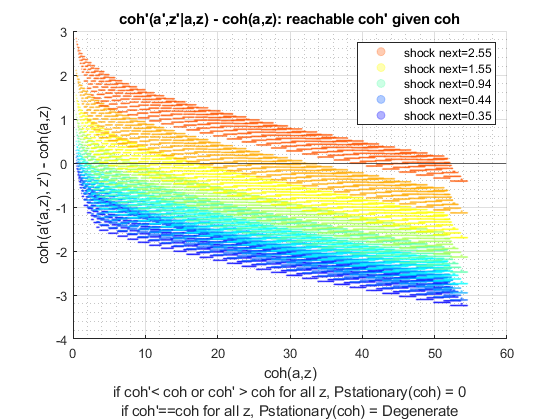 coh'(a',z'|a,z) - coh(a,z): reachable coh' given coh
3
2
1
0
-1
-2
-3
-4
coh(a'(a,z), z') - coh(a,z)
shock next=2.55
shock next=1.55
shock next=0.94
shock next=0.44
shock next=0.35
0 10 20 30 40 50 60
coh(a,z)
if coh'< coh or coh' > coh for all z, Pstationary(coh) = 0
if coh'==coh for all z, Pstationary(coh) = Degenerate